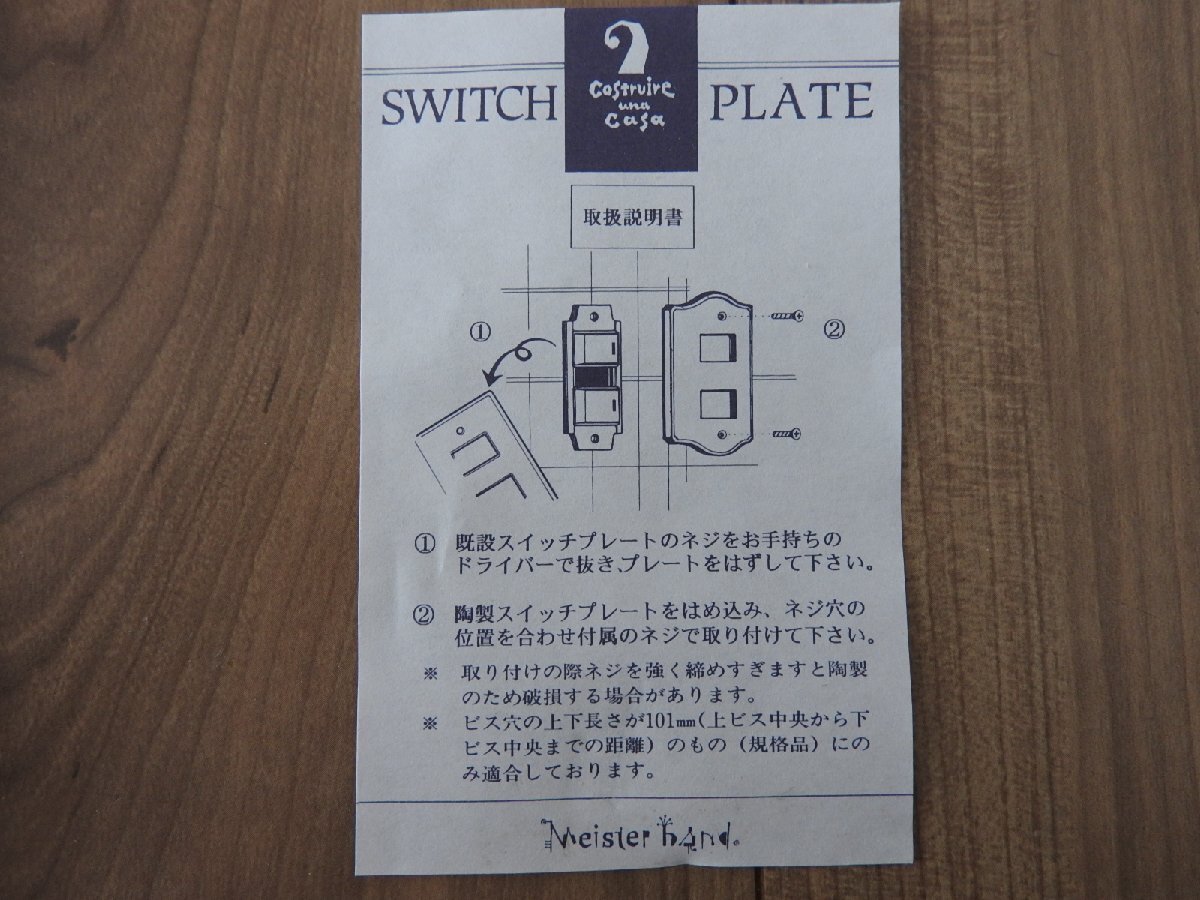 SWITCH PLATE
Costruire
una
Casa
取扱説明書
①
②
① 既設スイッチプレートのネジをお手持ちの
ドライバーで抜き、プレートをはずして下さい。
② 陶製スイッチプレートをはめ込み、ネジ穴の
位置を合わせ付属のネジで取り付けて下さい。
※ 取り付けの際ネジを強く締めすぎますと陶製
のため破損する場合があります。
※ ビス穴の上下長さが101mm(上ビス中央から下
ビス中央までの距離)のもの(規格品)にの
み適合しております。
Meister hand.